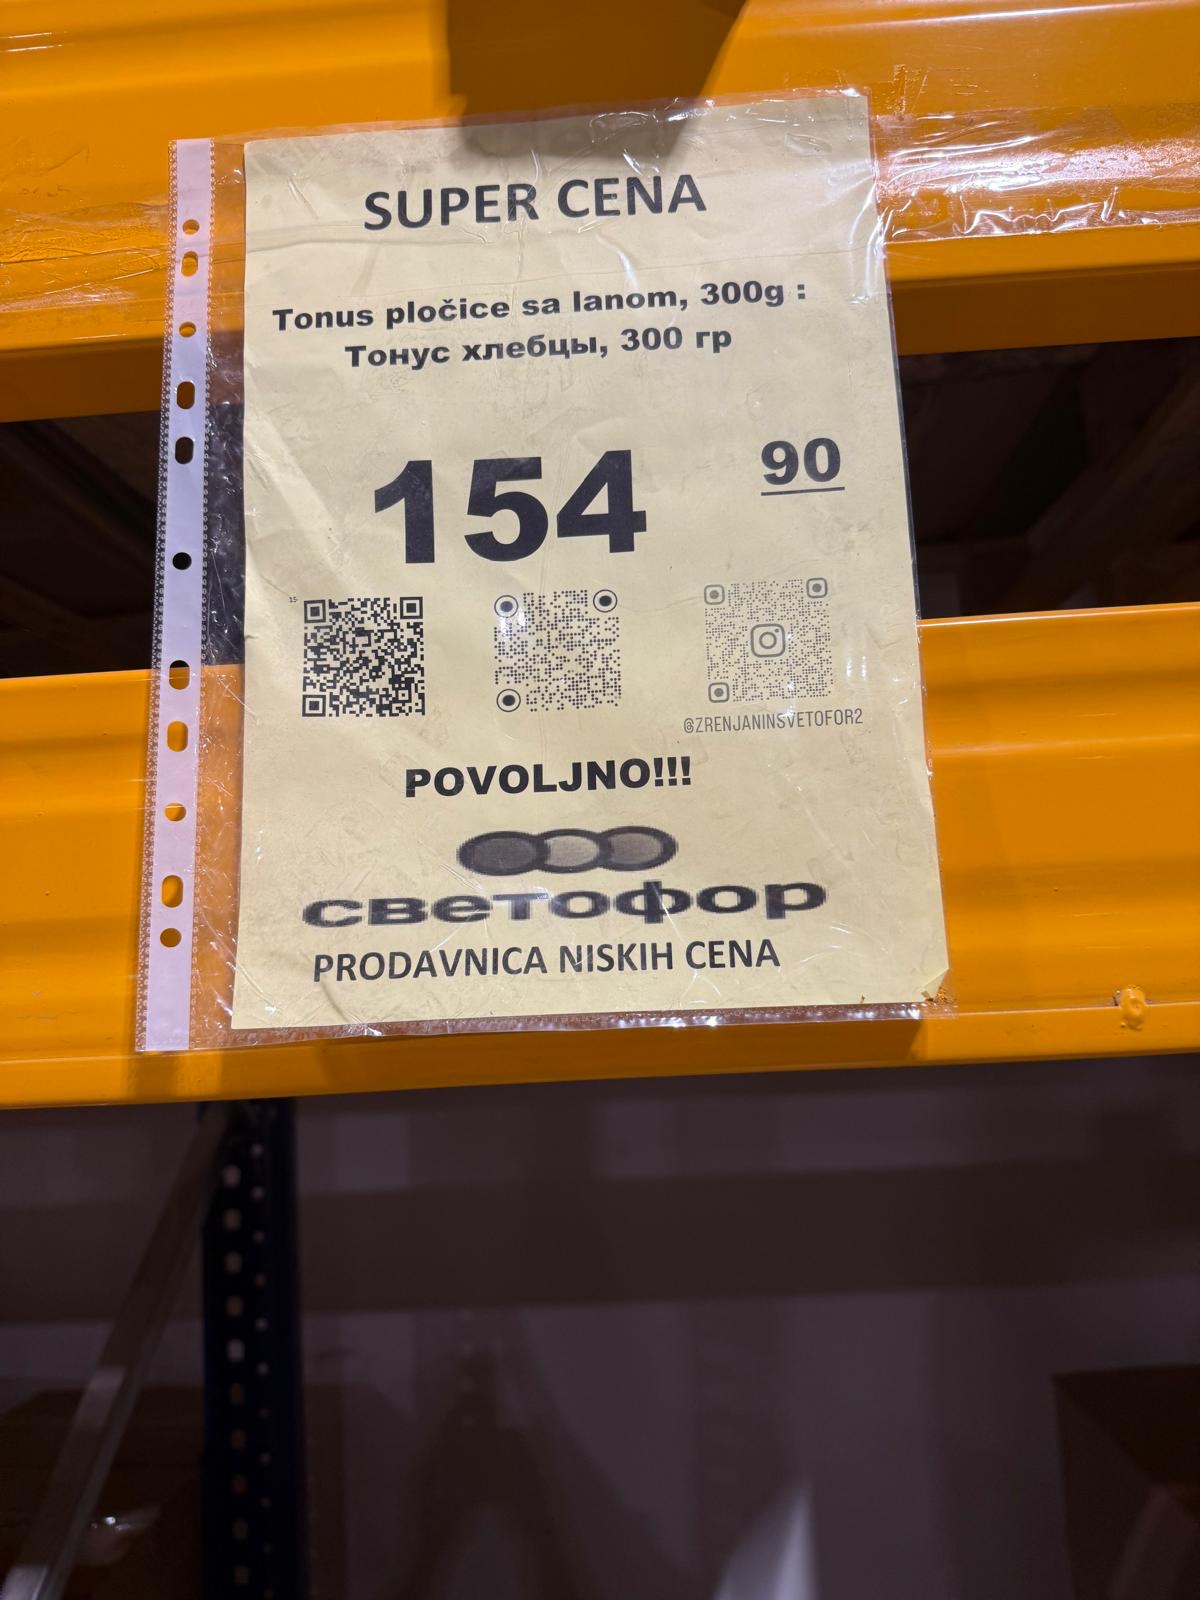 SUPER CENA
Tonus pločice sa lanom, 300g :
Тонус хлебцы, 300 гр
154 90
@ZRENJANINSVETOFOR2
POVOLJNO!!!
светофор
PRODAVNICA NISKIH CENA